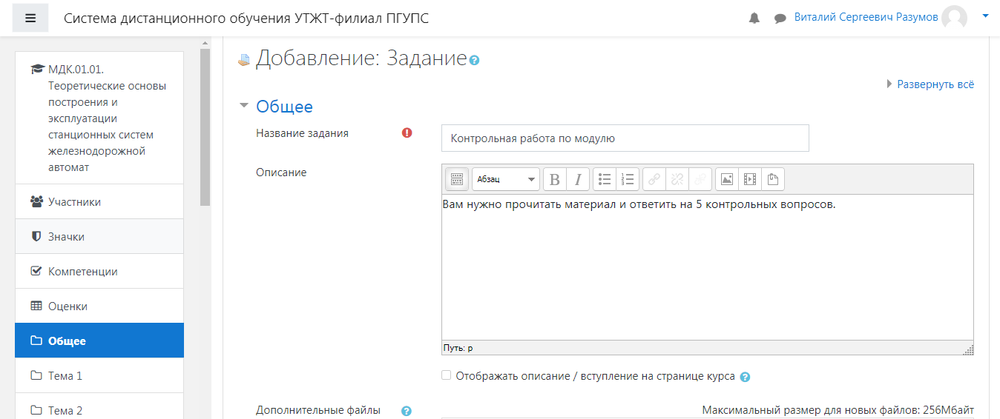 Система дистанционного обучения УТЖТ-филиал ПГУПС
Виталий Сергеевич Разумов
МДК.01.01.
Теоретические основы
построения и
эксплуатации
станционных систем
железнодорожной
автомат
Участники
Значки
Компетенции
Оценки
Общее
Тема 1
Тема 2
Добавление: Задание
Развернуть всё
Общее
Название задания
Контрольная работа по модулю
Описание
Абзац
B I
Вам нужно прочитать материал и ответить на 5 контрольных вопросов.
Путь: p
Отображать описание / вступление на странице курса
Дополнительные файлы
Максимальный размер для новых файлов: 256Мбайт